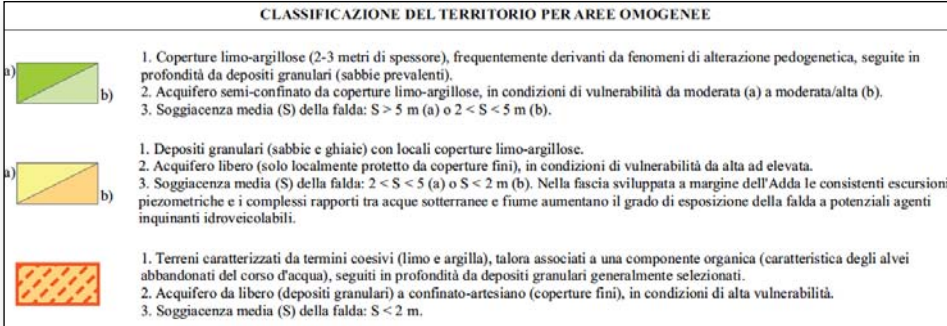 CLASSIFICAZIONE DEL TERRITORIO PER AREE OMOGENEE
a)
b)
1. Coperture limo-argillose (2-3 metri di spessore), frequentemente derivanti da fenomeni di alterazione pedogenetica, seguite in
profondità da depositi granulari (sabbie prevalenti).
2. Acquifero semi-confinato da coperture limo-argillose, in condizioni di vulnerabilità da moderata (a) a moderata/alta (b).
3. Soggiacenza media (S) della falda: S > 5 m (a) o 2 < S < 5 m (b).
a)
b)
1. Depositi granulari (sabbie e ghiaie) con locali coperture limo-argillose.
2. Acquifero libero (solo localmente protetto da coperture fini), in condizioni di vulnerabilità da alta ad elevata.
3. Soggiacenza media (S) della falda: 2 < S < 5 (a) o S < 2 m (b). Nella fascia sviluppata a margine dell'Adda le consistenti escursioni
piezometriche e i complessi rapporti tra acque sotterranee e fiume aumentano il grado di esposizione della falda a potenziali agenti
inquinanti idroveicolabili.
1. Terreni caratterizzati da termini coesivi (limo e argilla), talora associati a una componente organica (caratteristica degli alvei
abbandonati del corso d'acqua), seguiti in profondità da depositi granulari generalmente selezionati.
2. Acquifero da libero (depositi granulari) a confinato-artesiano (coperture fini), in condizioni di alta vulnerabilità.
3. Soggiacenza media (S) della falda: S < 2 m.